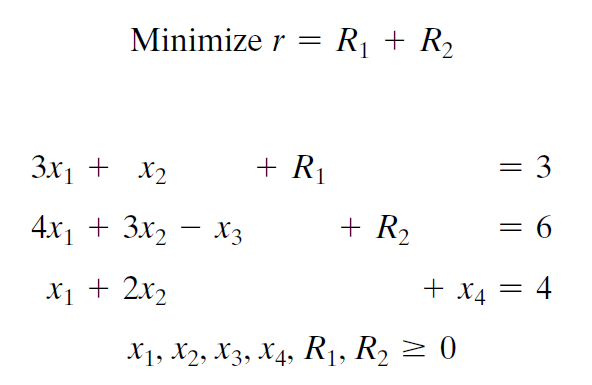 Minimize r = R₁ + R₂
3x₁ + x₂ + R₁ = 3
4x₁ + 3x₂ − x₃ + R₂ = 6
x₁ + 2x₂ + x₄ = 4
x₁, x₂, x₃, x₄, R₁, R₂ ≥ 0